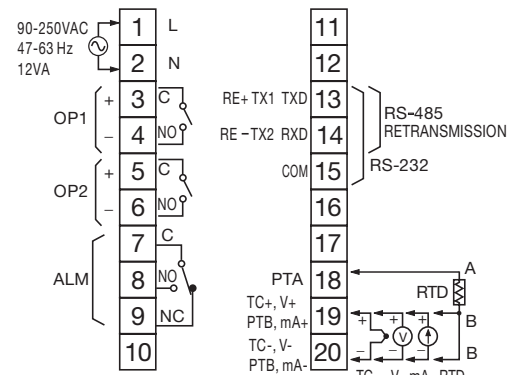 90-250VAC
47-63 Hz
12VA
1 L
2 N
OP1
+ 3 C
− 4 NO
OP2
+ 5 C
− 6 NO
ALM
7 C
8 NO
9 NC
10
11
12
RE+ TX1 TXD 13
RE −TX2 RXD 14
COM 15
RS-485
RETRANSMISSION
RS-232
16
17
PTA 18 A
RTD
TC+, V+
PTB, mA+ 19 + + + B
V
TC-, V-
PTB, mA- 20 − − − B
TC V mA RTD